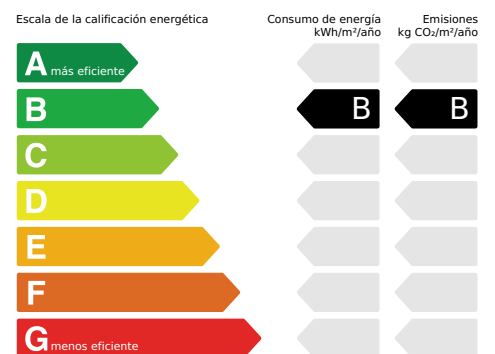 Escala de la calificación energética
Consumo de energía
kWh/m²/año
Emisiones
kg CO₂/m²/año
A más eficiente
B B B
C
D
E
F
G menos eficiente